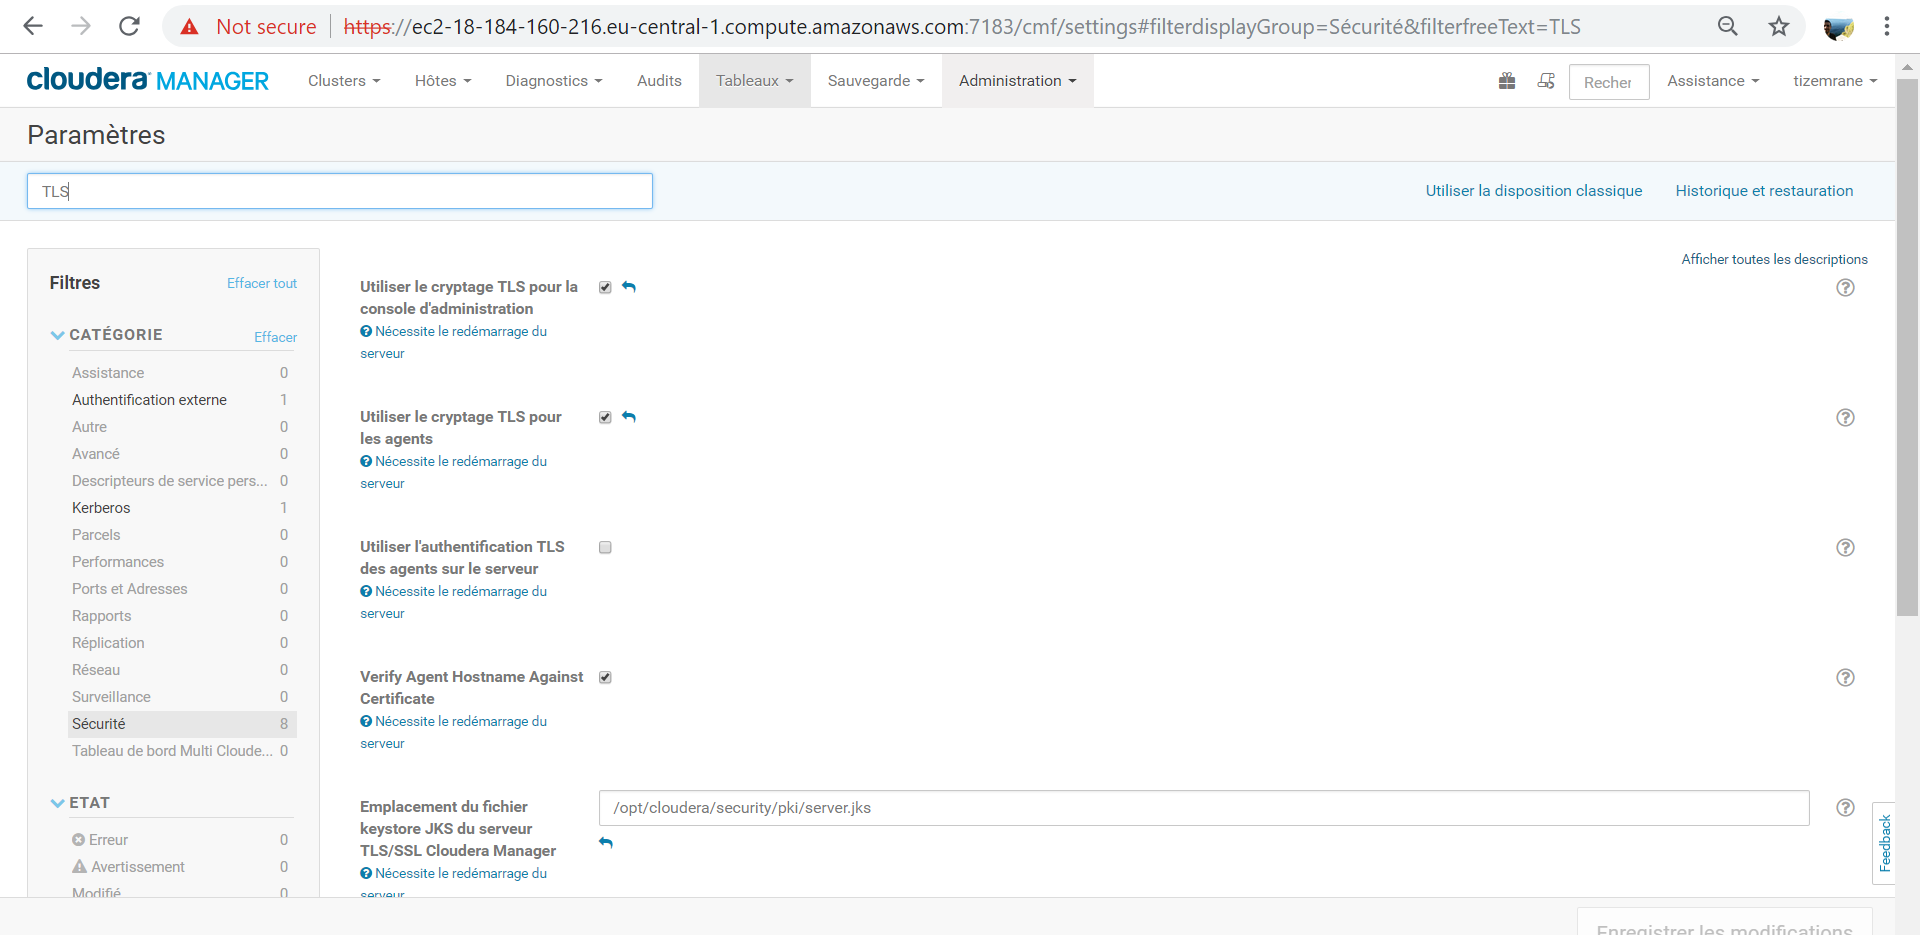 Not secure https://ec2-18-184-160-216.eu-central-1.compute.amazonaws.com:7183/cmf/settings#filterdisplayGroup=Sécurité&filterfreeText=TLS
cloudera MANAGER Clusters Hôtes Diagnostics Audits Tableaux Sauvegarde Administration Recher Assistance tizemrane
Paramètres
TLS Utiliser la disposition classique Historique et restauration
Afficher toutes les descriptions
Filtres Effacer tout
CATÉGORIE Effacer
Assistance 0
Authentification externe 1
Autre 0
Avancé 0
Descripteurs de service pers... 0
Kerberos 1
Parcels 0
Performances 0
Ports et Adresses 0
Rapports 0
Réplication 0
Réseau 0
Surveillance 0
Sécurité 8
Tableau de bord Multi Cloude... 0
ETAT
Erreur 0
Avertissement 0
Modifié 0
Utiliser le cryptage TLS pour la
console d'administration
Nécessite le redémarrage du
serveur
Utiliser le cryptage TLS pour
les agents
Nécessite le redémarrage du
serveur
Utiliser l'authentification TLS
des agents sur le serveur
Nécessite le redémarrage du
serveur
Verify Agent Hostname Against
Certificate
Nécessite le redémarrage du
serveur
Emplacement du fichier
keystore JKS du serveur
TLS/SSL Cloudera Manager
Nécessite le redémarrage du
serveur
/opt/cloudera/security/pki/server.jks
Feedback
Enregistrer les modifications